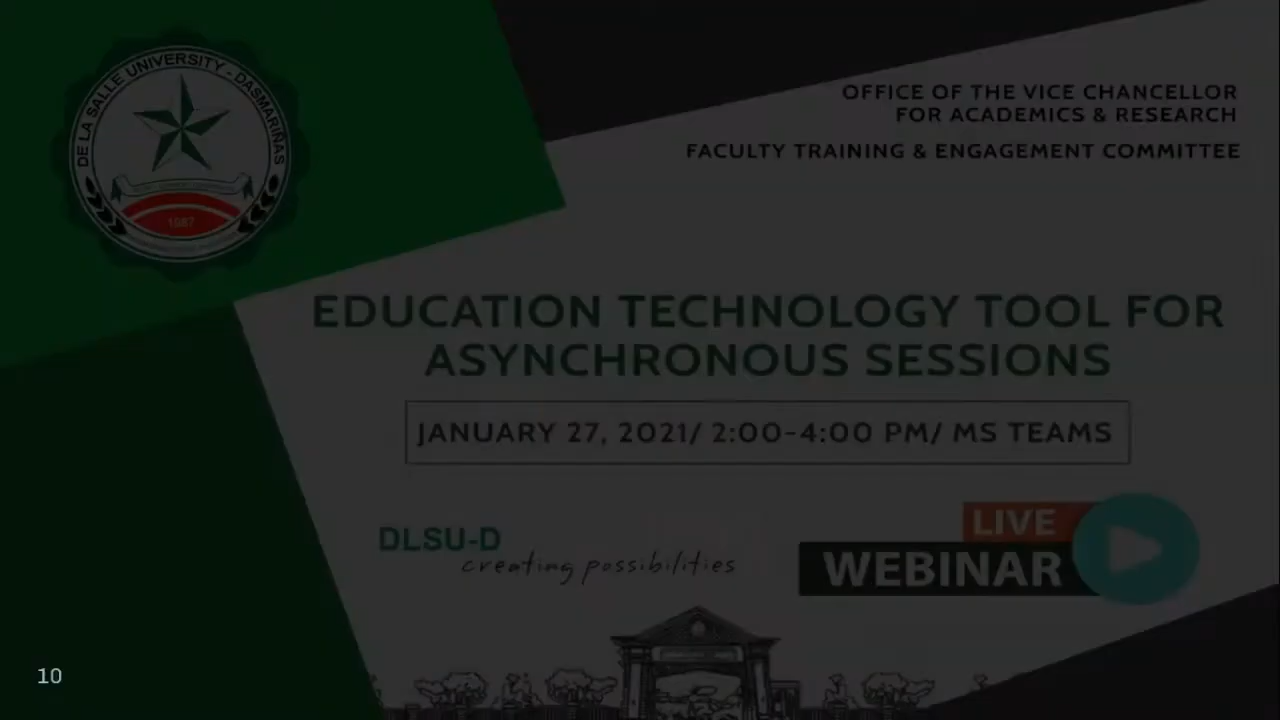 DE LA SALLE UNIVERSITY - DASMARIÑAS
1987
OFFICE OF THE VICE CHANCELLOR
FOR ACADEMICS & RESEARCH
FACULTY TRAINING & ENGAGEMENT COMMITTEE
EDUCATION TECHNOLOGY TOOL FOR
ASYNCHRONOUS SESSIONS
JANUARY 27, 2021/ 2:00-4:00 PM/ MS TEAMS
DLSU-D
creating possibilities
LIVE
WEBINAR
10